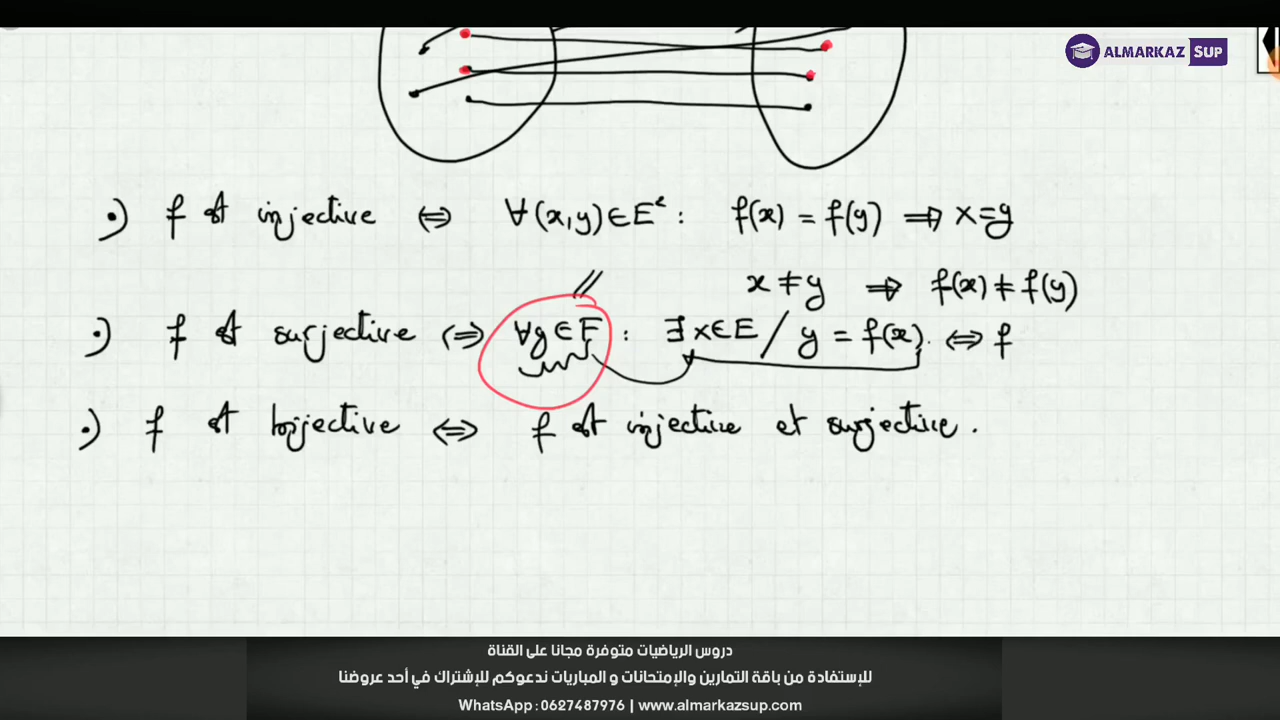 ALMARKAZ SUP
•) f est injective ⇔ ∀(x,y)∈E² : f(x) = f(y) ⇒ x=y
x ≠ y ⇒ f(x) ≠ f(y)
•) f est surjective ⇔ ∀y∈F : ∃x∈E / y = f(x). ⇔ f
•) f est bijective ⇔ f est injective et surjective.
دروس الرياضيات متوفرة مجانا على القناة
للإستفادة من باقة التمارين والإمتحانات و المباريات ندعوكم للإشتراك في أحد عروضنا
WhatsApp : 0627487976 | www.almarkazsup.com